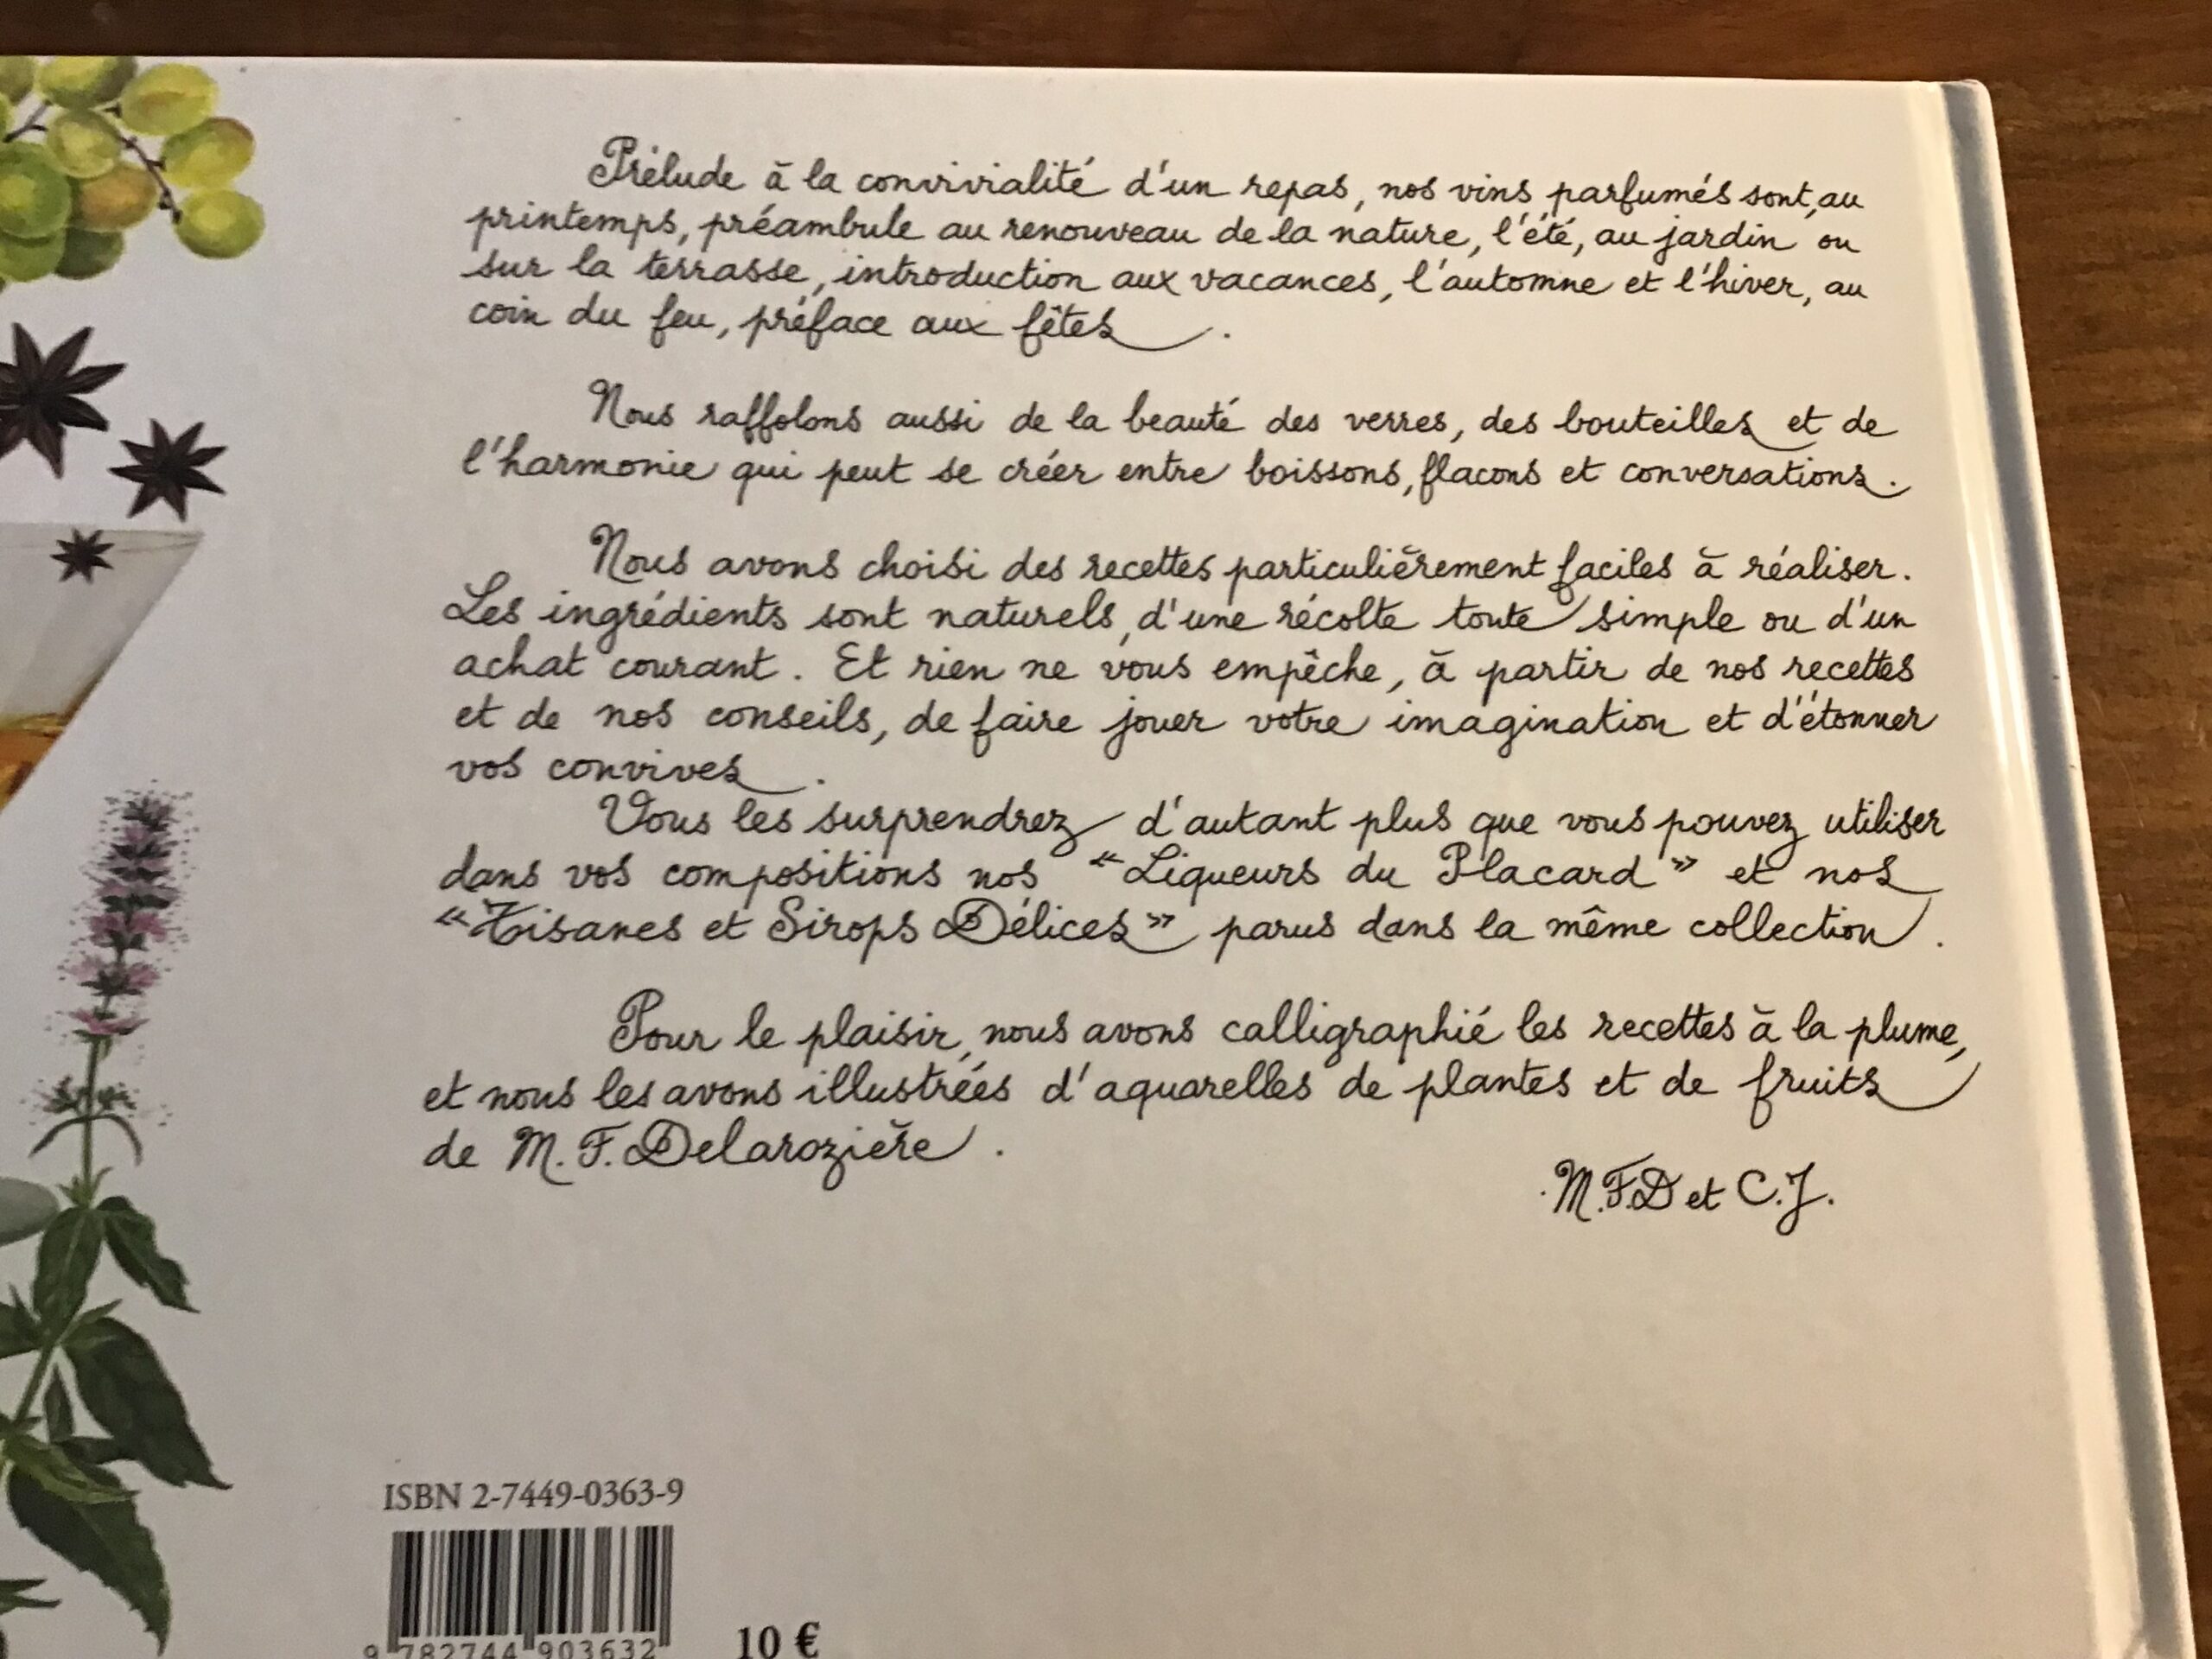 Prélude à la convivialité d'un repas, nos vins parfumés sont, au
printemps, préambule au renouveau de la nature, l'été, au jardin ou
sur la terrasse, introduction aux vacances, l'automne et l'hiver, au
coin du feu, préface aux fêtes.
Nous raffolons aussi de la beauté des verres, des bouteilles et de
l'harmonie qui peut se créer entre boissons, flacons et conversations.
Nous avons choisi des recettes particulièrement faciles à réaliser.
Les ingrédients sont naturels, d'une récolte toute simple ou d'un
achat courant. Et rien ne vous empêche, à partir de nos recettes
et de nos conseils, de faire jouer votre imagination et d'étonner
vos convives.
Vous les surprendrez d'autant plus que vous pouvez utiliser
dans vos compositions nos "Liqueurs du Placard" et nos
"Tisanes et Sirops Délices" parus dans la même collection.
Pour le plaisir, nous avons calligraphié les recettes à la plume,
et nous les avons illustrées d'aquarelles de plantes et de fruits
de M. F. Delarozière.
M.F.D et C.J.
ISBN 2-7449-0363-9
9 782744 903632
10 €